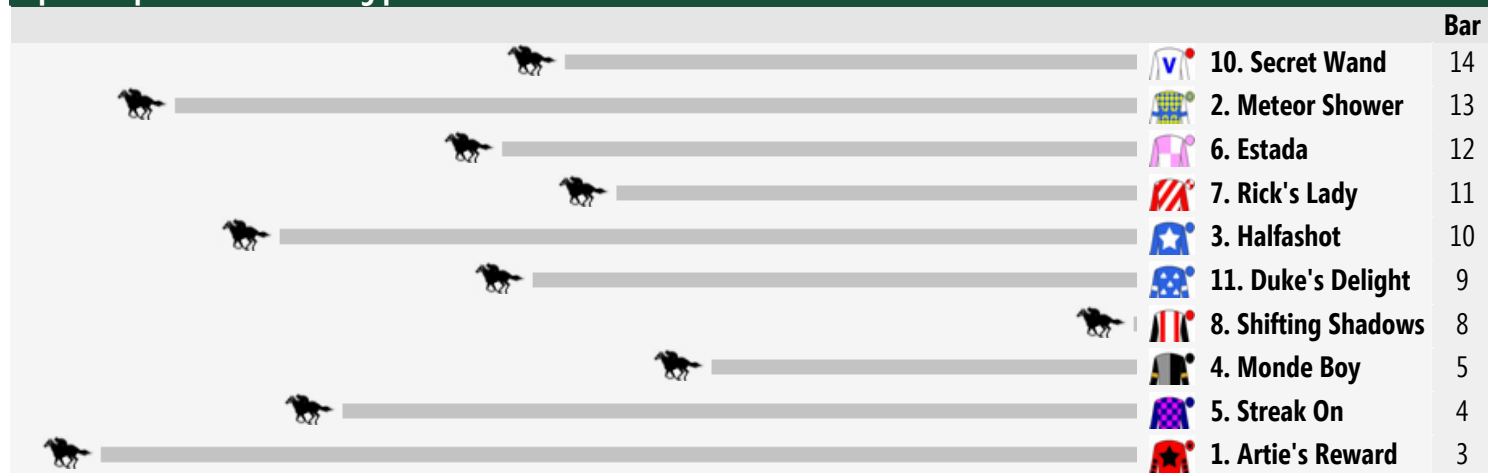 Bar
V 10. Secret Wand 14
2. Meteor Shower 13
6. Estada 12
7. Rick's Lady 11
3. Halfashot 10
11. Duke's Delight 9
8. Shifting Shadows 8
4. Monde Boy 5
5. Streak On 4
1. Artie's Reward 3